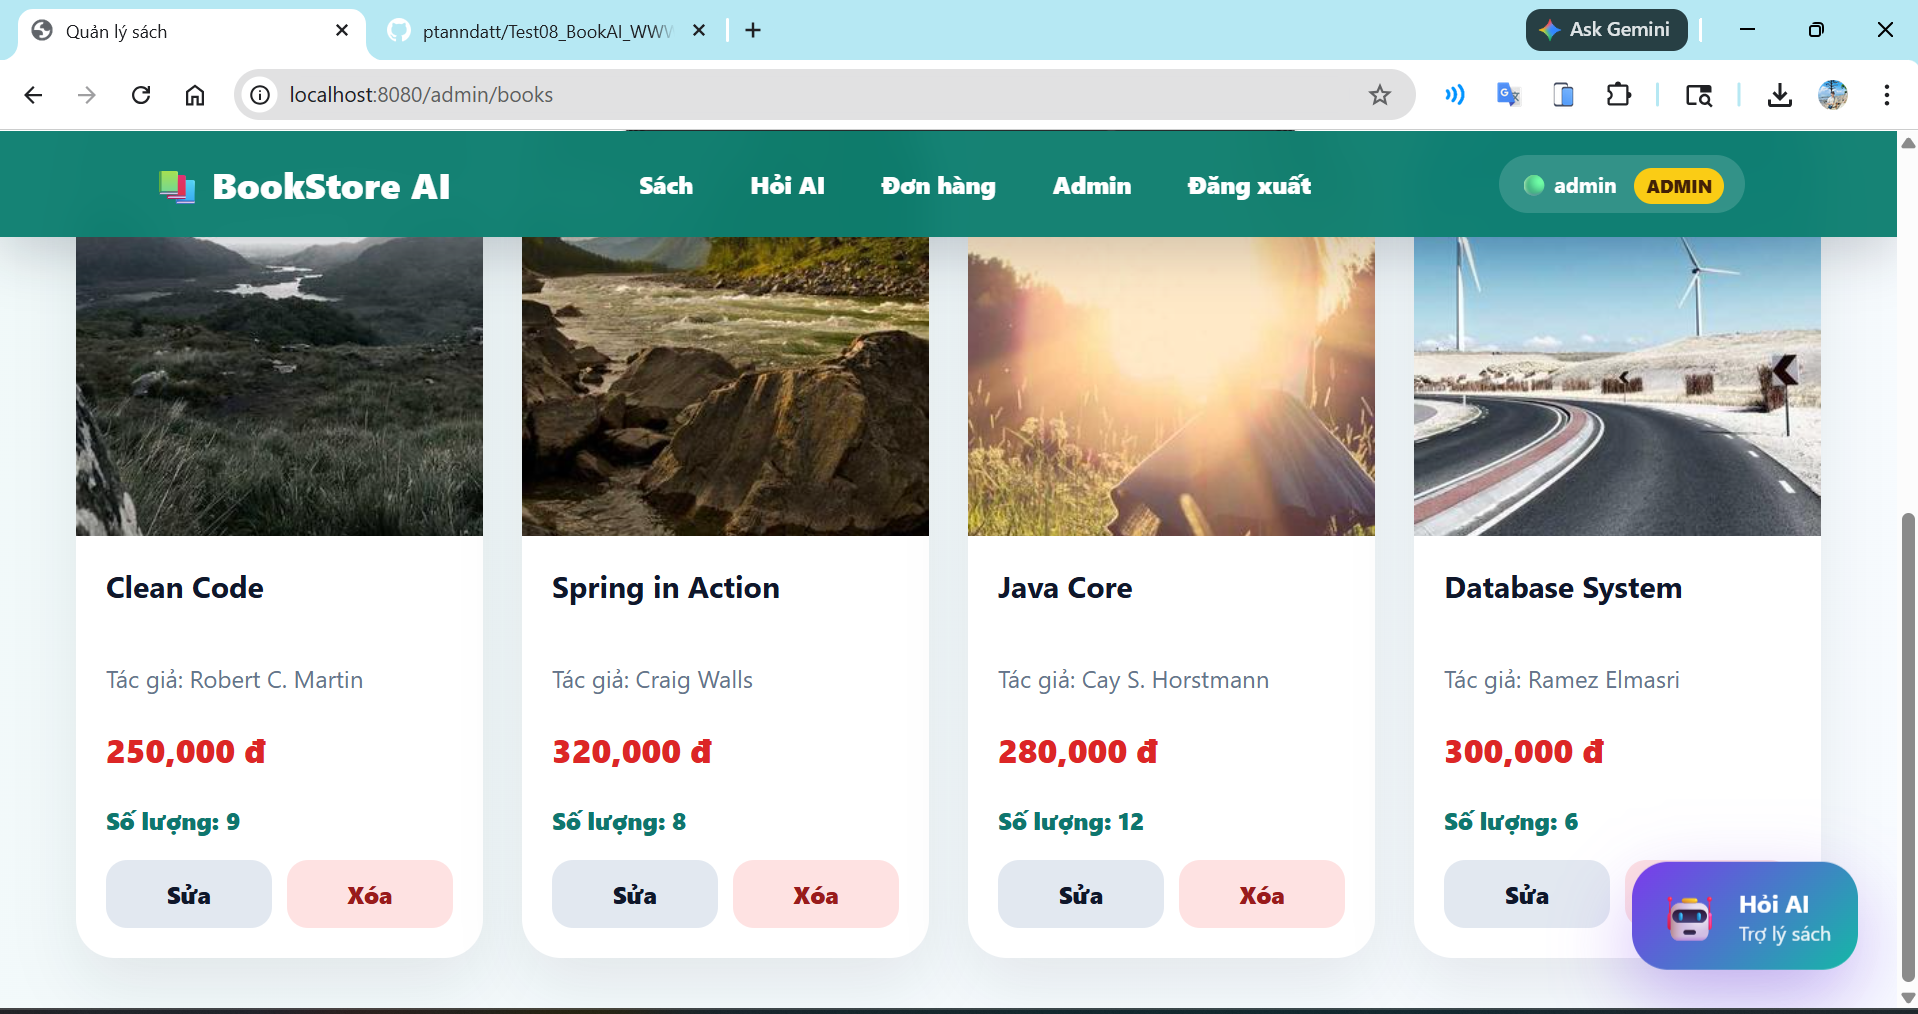 Quản lý sách
ptanndatt/Test08_BookAI_WWW
Ask Gemini
localhost:8080/admin/books
BookStore AI
Sách
Hỏi AI
Đơn hàng
Admin
Đăng xuất
admin
ADMIN
Clean Code
Tác giả: Robert C. Martin
250,000 đ
Số lượng: 9
Sửa
Xóa
Spring in Action
Tác giả: Craig Walls
320,000 đ
Số lượng: 8
Sửa
Xóa
Java Core
Tác giả: Cay S. Horstmann
280,000 đ
Số lượng: 12
Sửa
Xóa
Database System
Tác giả: Ramez Elmasri
300,000 đ
Số lượng: 6
Sửa
Hỏi AI
Trợ lý sách